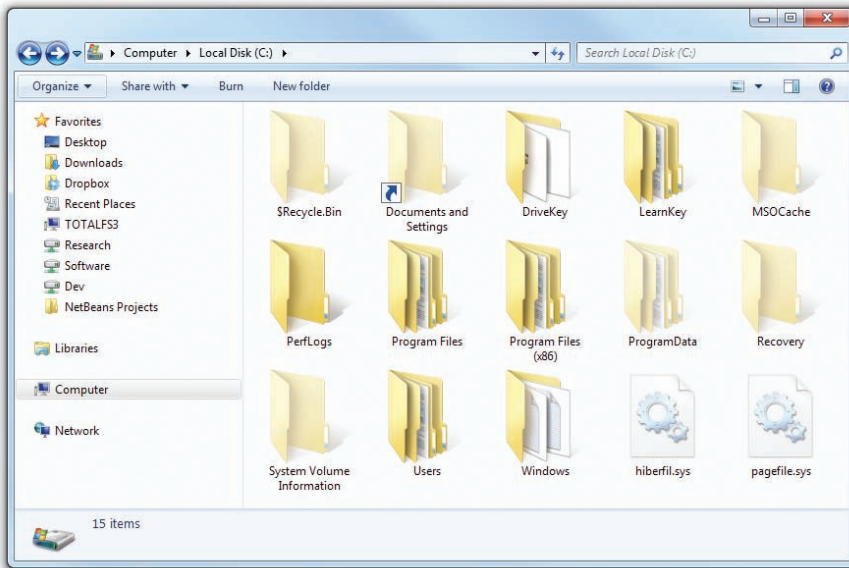 Computer Local Disk (C:)
Search Local Disk (C:)
Organize Share with Burn New folder
Favorites
Desktop
Downloads
Dropbox
Recent Places
TOTALFS3
Research
Software
Dev
NetBeans Projects
Libraries
Computer
Network
$Recycle.Bin
Documents and
Settings
DriveKey
LearnKey
MSOCache
PerfLogs
Program Files
Program Files
(x86)
ProgramData
Recovery
System Volume
Information
Users
Windows
hiberfil.sys
pagefile.sys
15 items